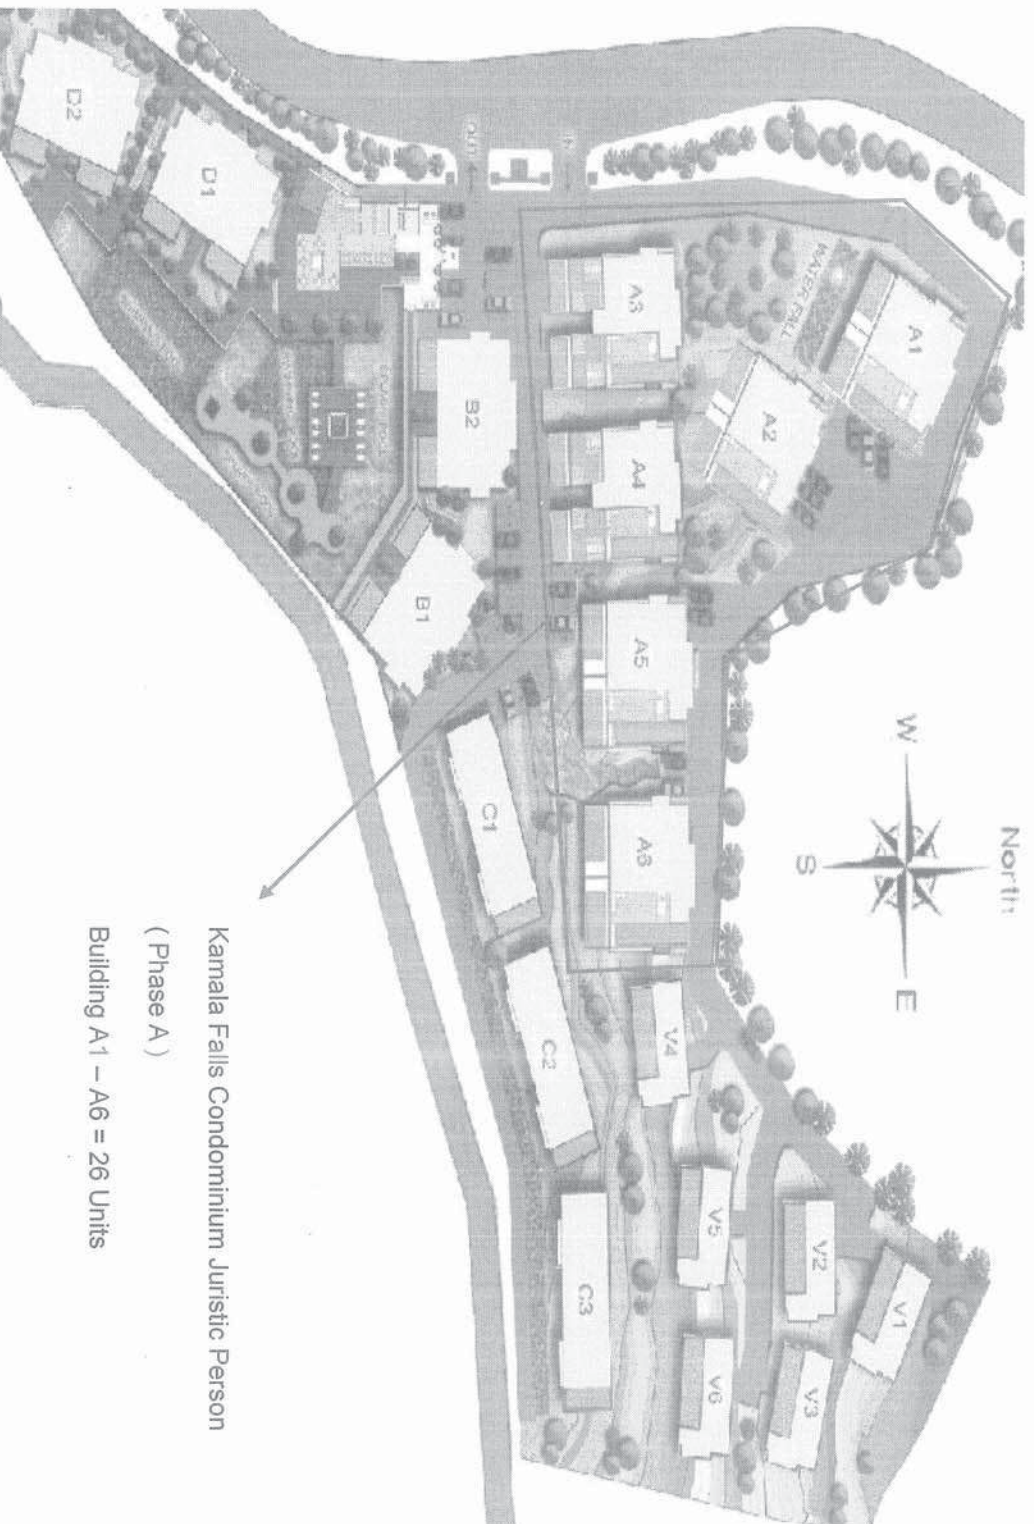 North
W
E
S
A1
A2
WATER FALL
A3
A4
A5
A6
V4
V5
V6
V2
V3
V1
IN
OUT
B2
B1
C1
C2
C3
D1
D2
Kamala Falls Condominium Juristic Person
( Phase A )
Building A1 – A6 = 26 Units